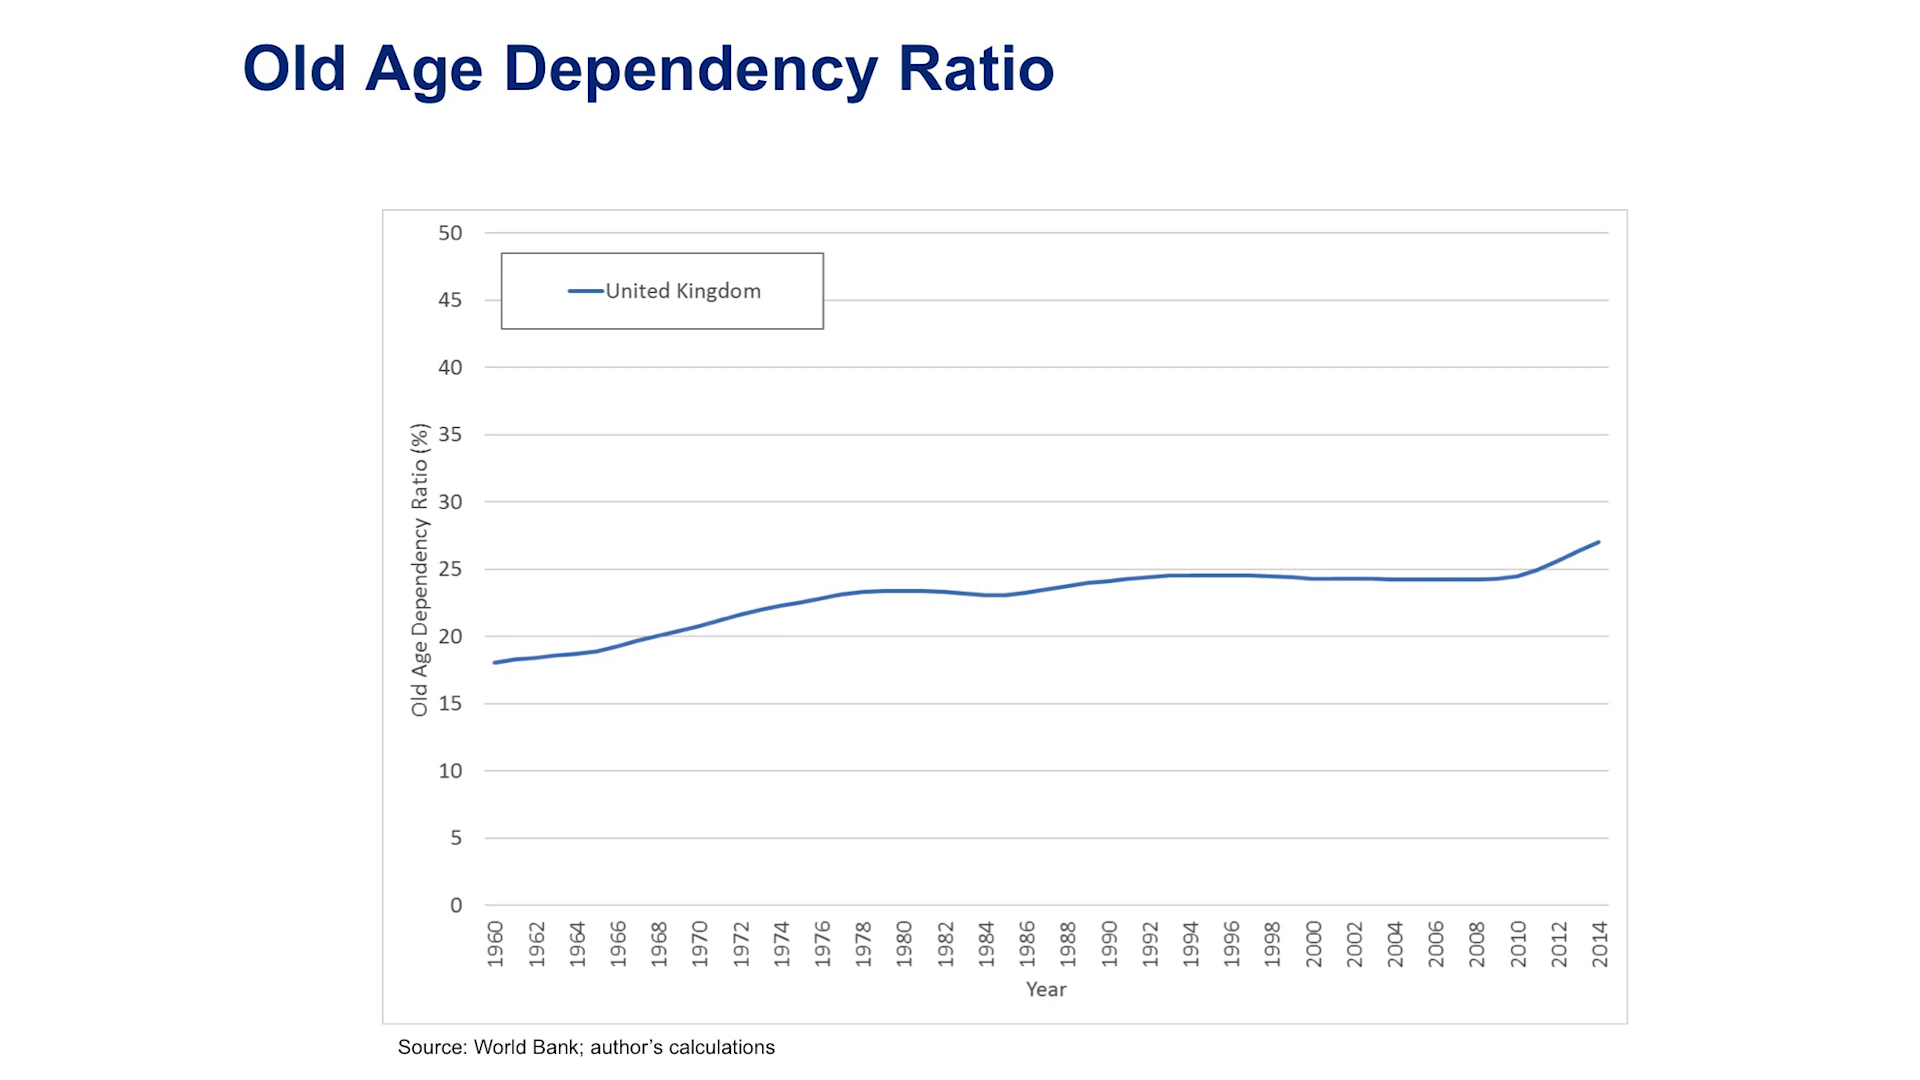 Old Age Dependency Ratio
50
United Kingdom
45
40
35
30
25
20
15
10
5
0
Old Age Dependency Ratio (%)
1960 1962 1964 1966 1968 1970 1972 1974 1976 1978 1980 1982 1984 1986 1988 1990 1992 1994 1996 1998 2000 2002 2004 2006 2008 2010 2012 2014
Year
Source: World Bank; author’s calculations